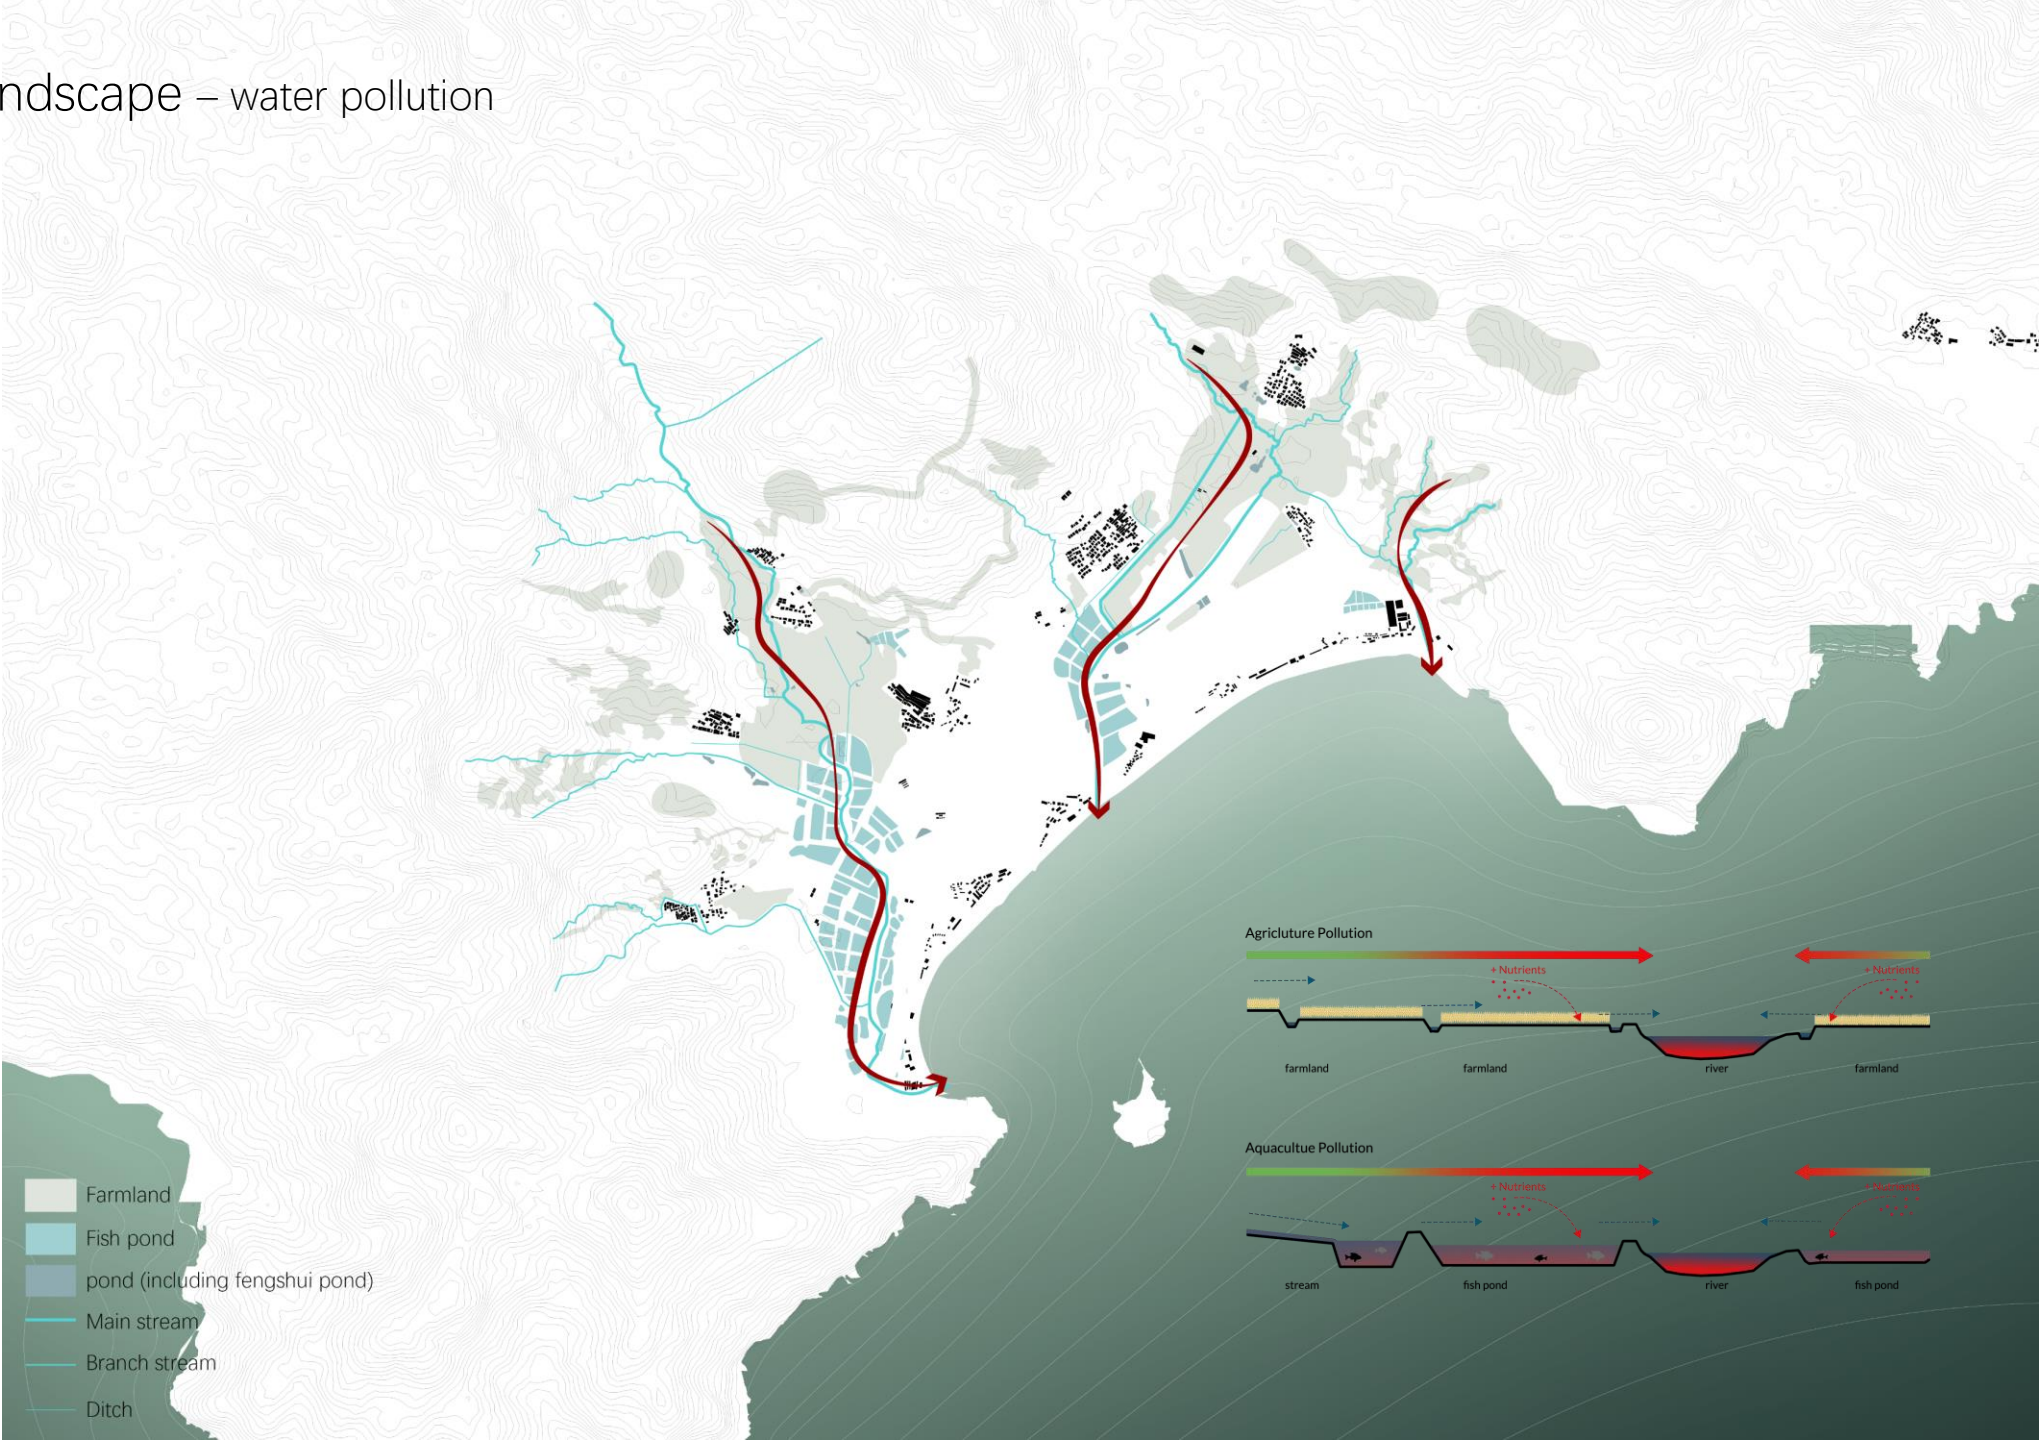 ndscape – water pollution
Agricluture Pollution
+ Nutrients
+ Nutrients
farmland
farmland
river
farmland
Aquacultue Pollution
+ Nutrients
+ Nutrients
stream
fish pond
river
fish pond
Farmland
Fish pond
pond (including fengshui pond)
Main stream
Branch stream
Ditch